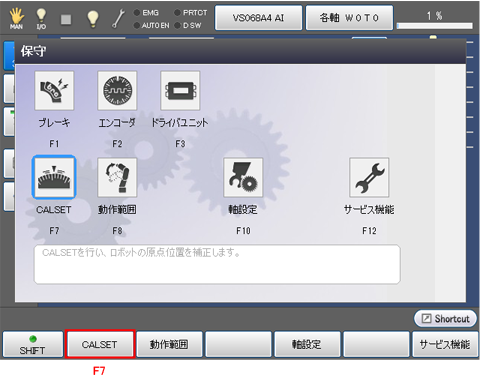 MAN
I/O
EMG
PRTCT
AUTOEN
DSW
VS068A4 AI
各軸 W0T0
1 %
保守
ブレーキ
エンコーダ
ドライバユニット
F1
F2
F3
CALSET
動作範囲
軸設定
サービス機能
F7
F8
F10
F12
CALSETを行い、ロボットの原点位置を補正します。
Shortcut
SHIFT
CALSET
動作範囲
軸設定
サービス機能
F7